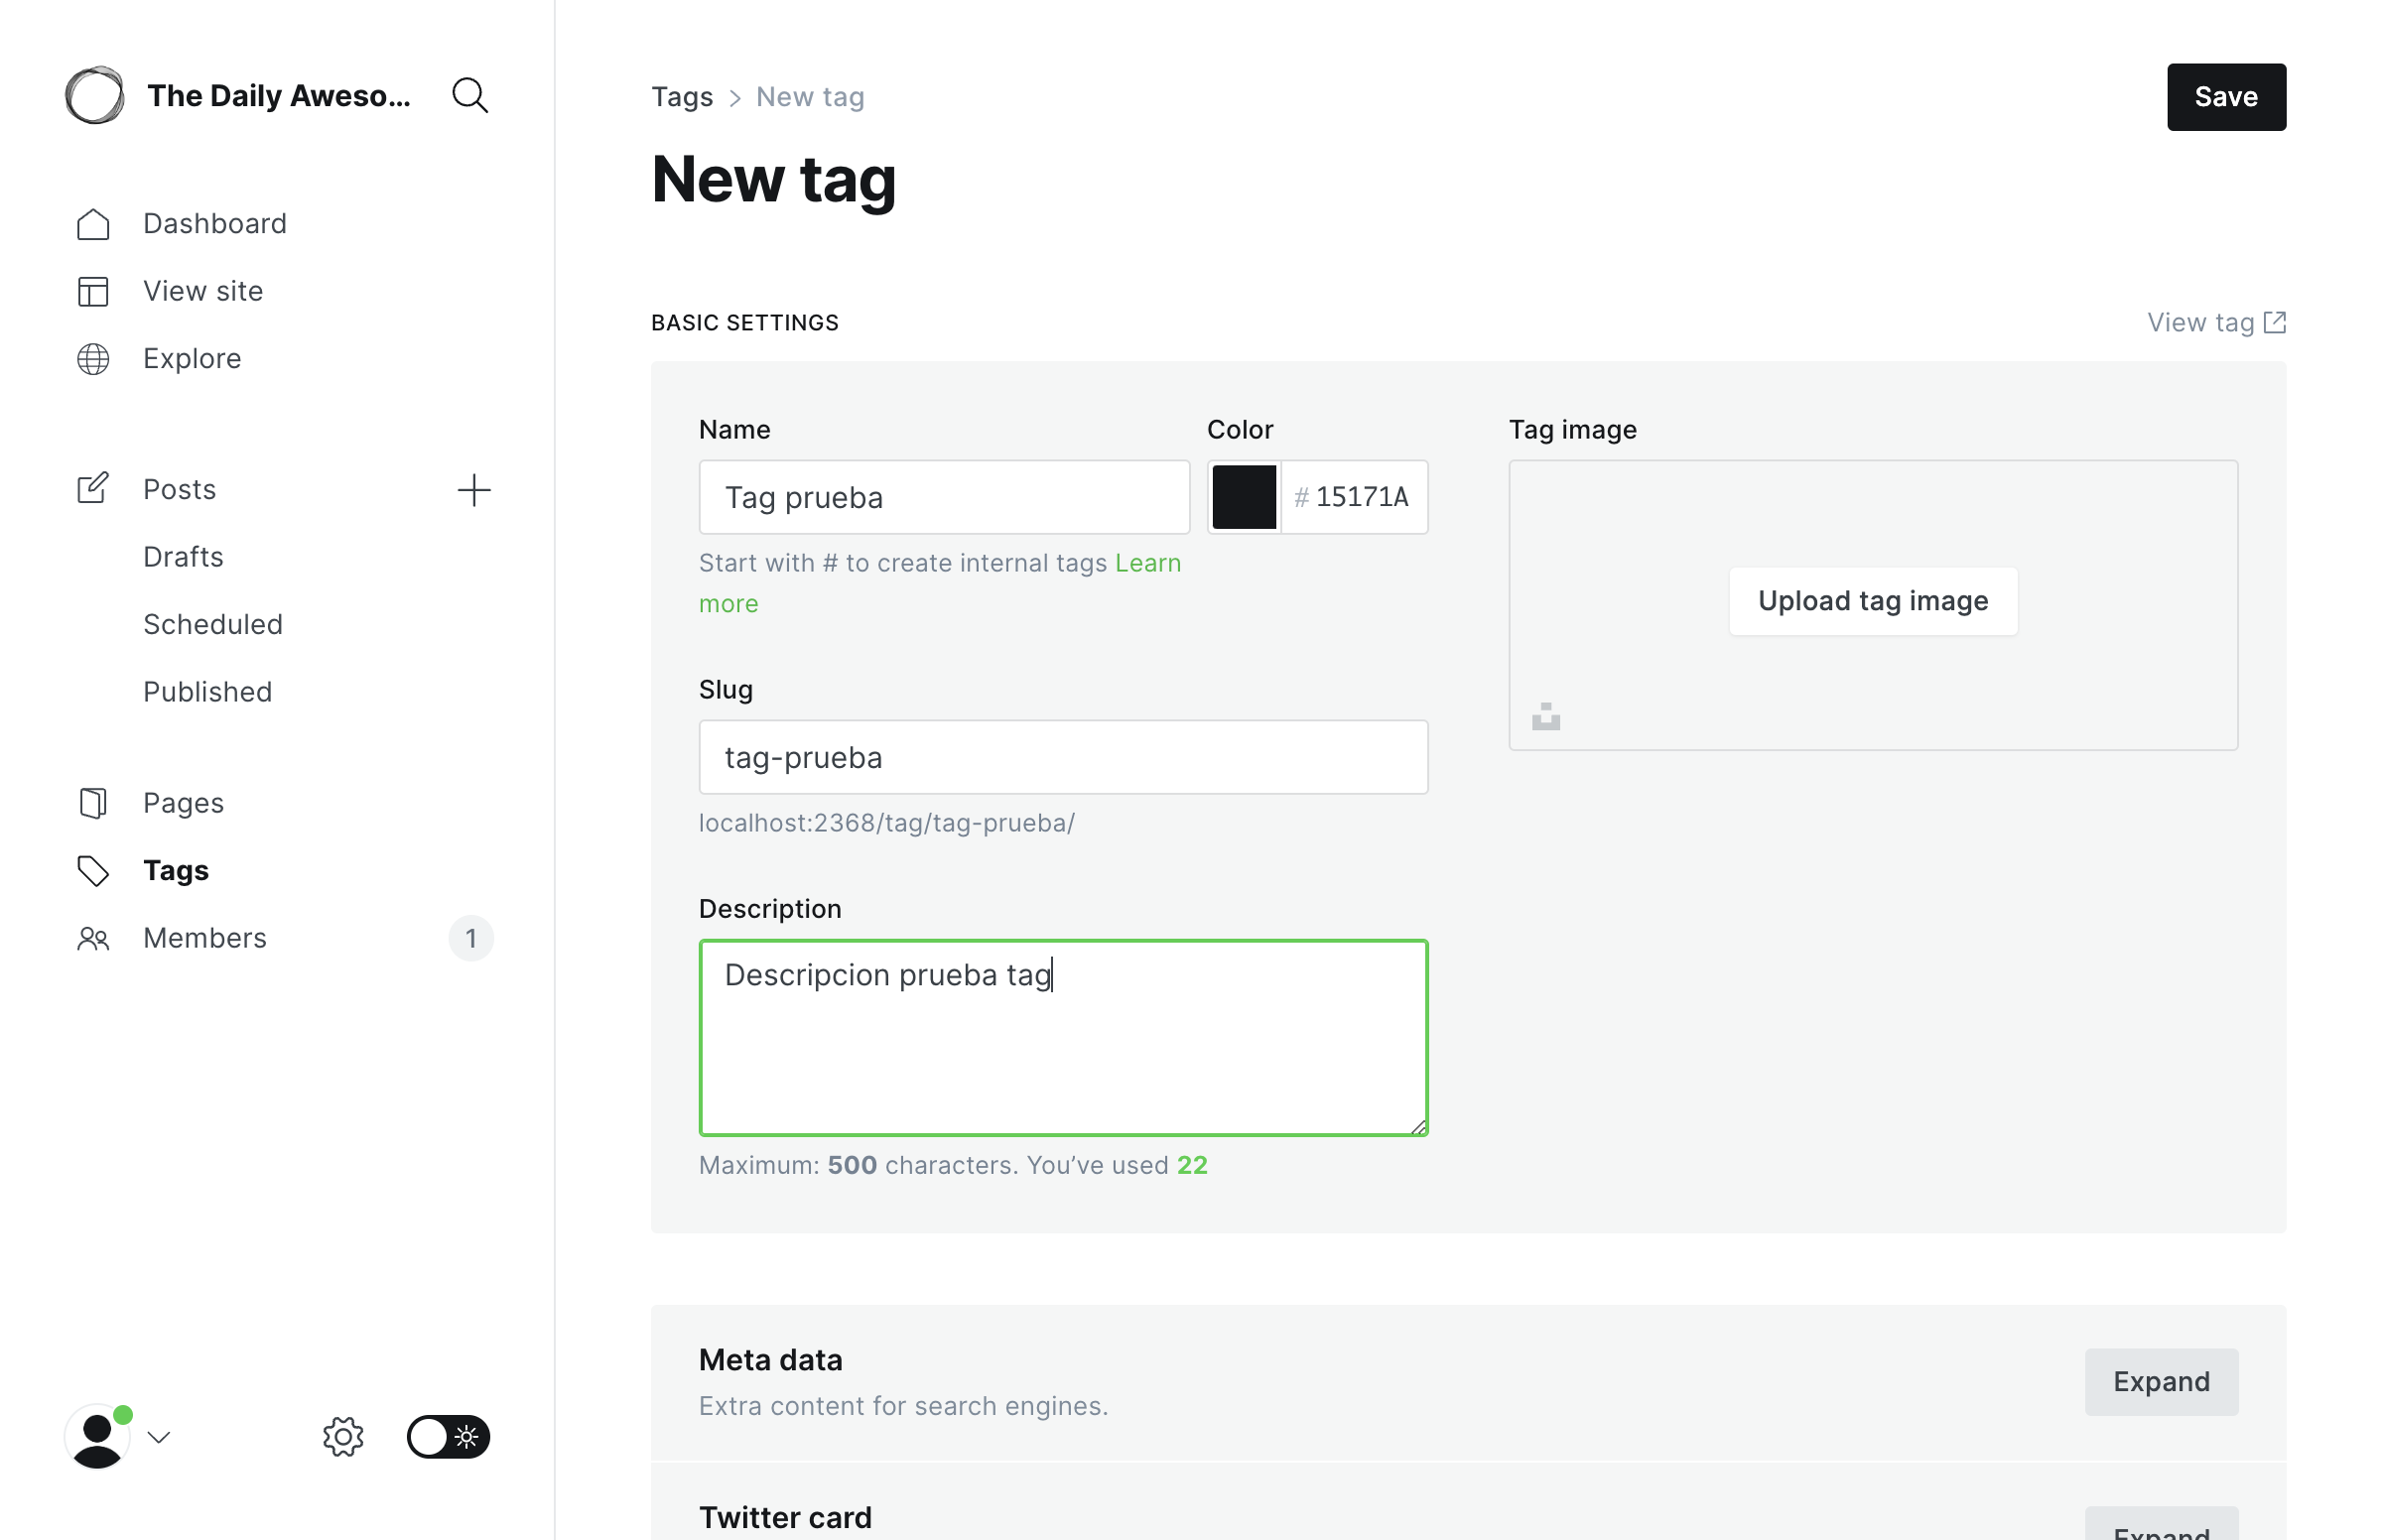 The Daily Aweso...
Dashboard
View site
Explore
Posts
Drafts
Scheduled
Published
Pages
Tags
Members
1
Tags > New tag
Save
New tag
BASIC SETTINGS
View tag
Name
Tag prueba
Start with # to create internal tags Learn
more
Color
# 15171A
Slug
tag-prueba
localhost:2368/tag/tag-prueba/
Description
Descripcion prueba tag
Maximum: 500 characters. You’ve used 22
Tag image
Upload tag image
Meta data
Extra content for search engines.
Expand
Twitter card
Expand